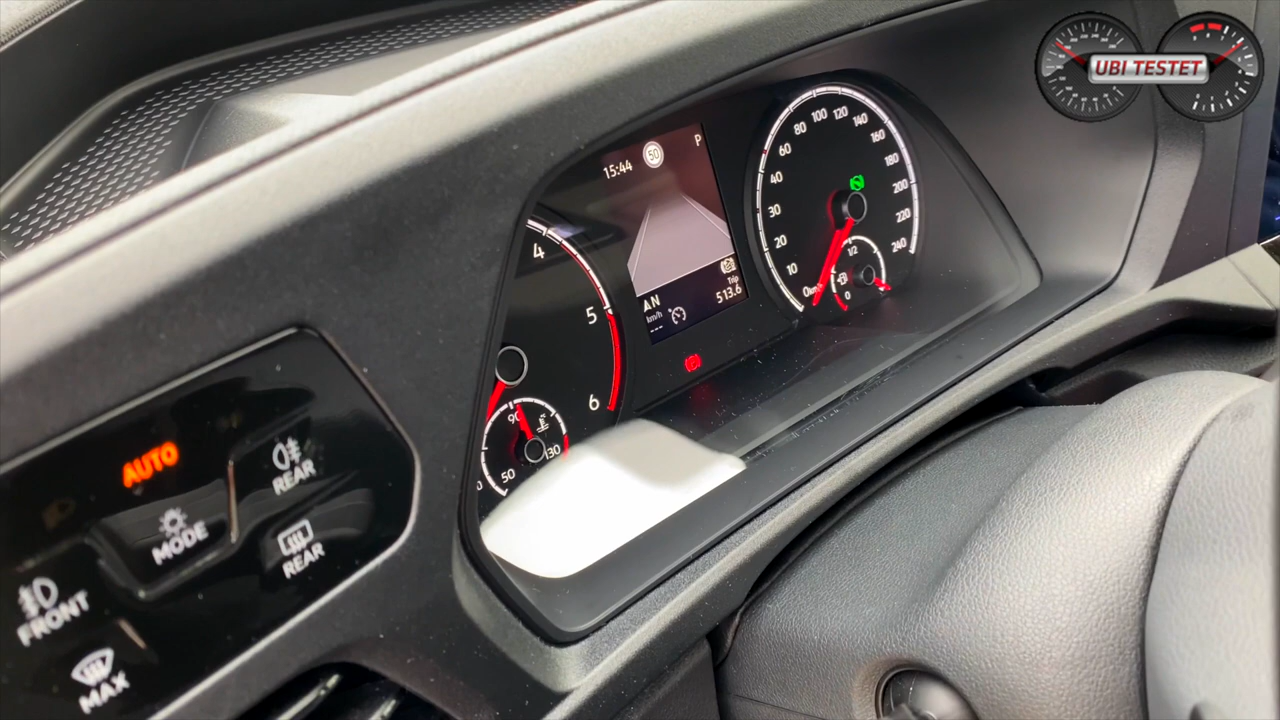 UBI TESTET
15:44
50
P
AN
km/h
---
Trip
513.6
4
5
6
50
90
130
0 km/h
10
20
30
40
60
80
100
120
140
160
180
200
220
240
1/2
0
AUTO
MODE
REAR
REAR
FRONT
MAX